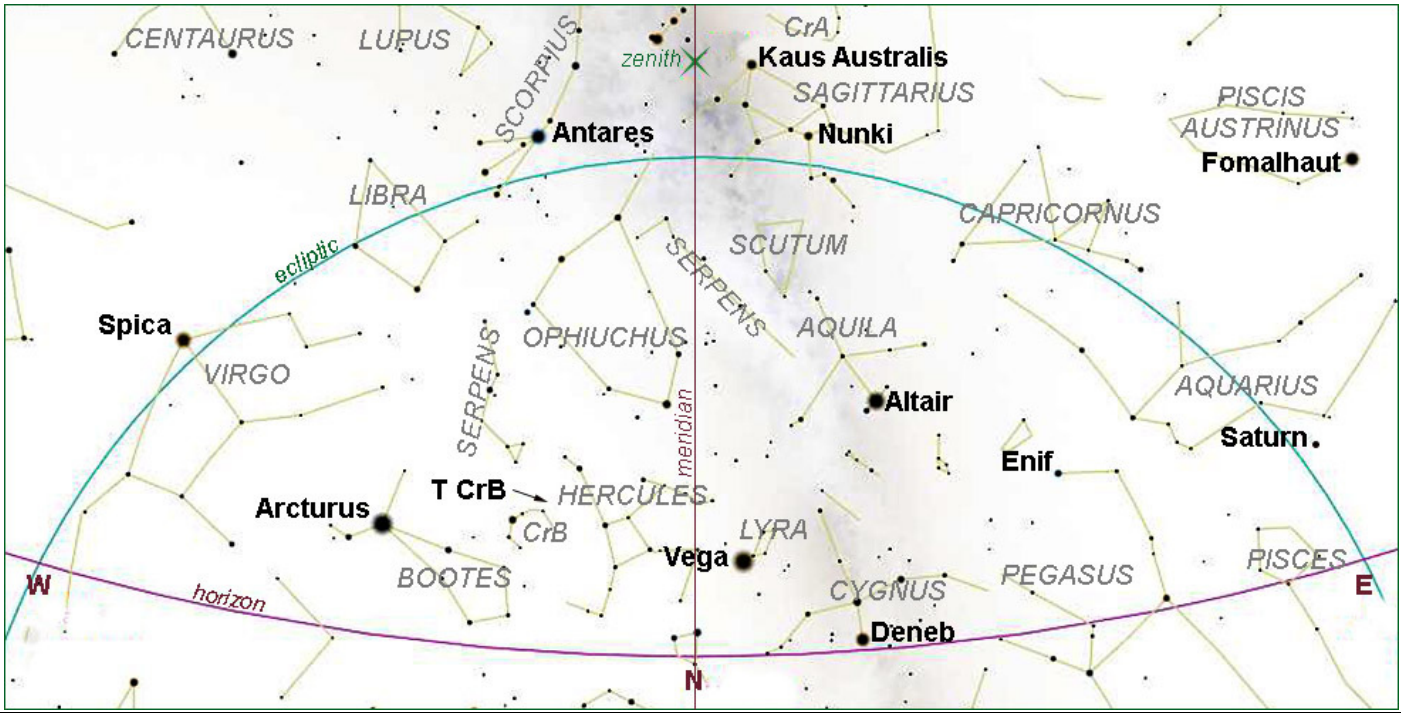 CENTAURUS
LUPUS
SCORPIUS
CrA
zenith
Kaus Australis
SAGITTARIUS
Antares
Nunki
PISCIS
AUSTRINUS
Fomalhaut
LIBRA
CAPRICORNUS
ecliptic
SERPENS
SCUTUM
Spica
OPHIUCHUS
AQUILA
VIRGO
SERPENS
AQUARIUS
Altair
meridian
Saturn
Enif
T CrB
HERCULES
Arcturus
CrB
LYRA
Vega
BOOTES
CYGNUS
PEGASUS
PISCES
W
horizon
E
Deneb
N